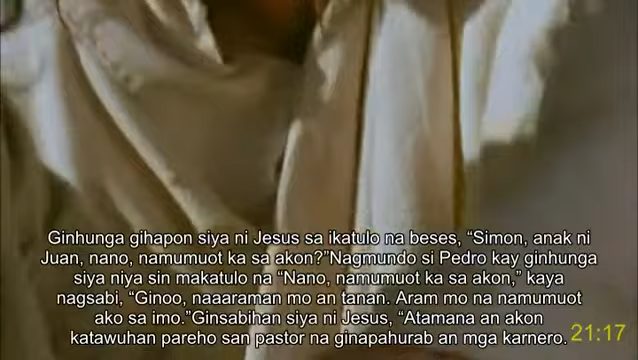 Ginhunga gihapon siya ni Jesus sa ikatulo na beses, “Simon, anak ni
Juan, nano, namumuot ka sa akon?”Nagmundo si Pedro kay ginhunga
siya niya sin makatulo na “Nano, namumuot ka sa akon,” kaya
nagsabi, “Ginoo, naaaraman mo an tanan. Aram mo na namumuot
ako sa imo.”Ginsabihan siya ni Jesus, “Atamana an akon
katawuhan pareho san pastor na ginapahurab an mga karnero.
21:17